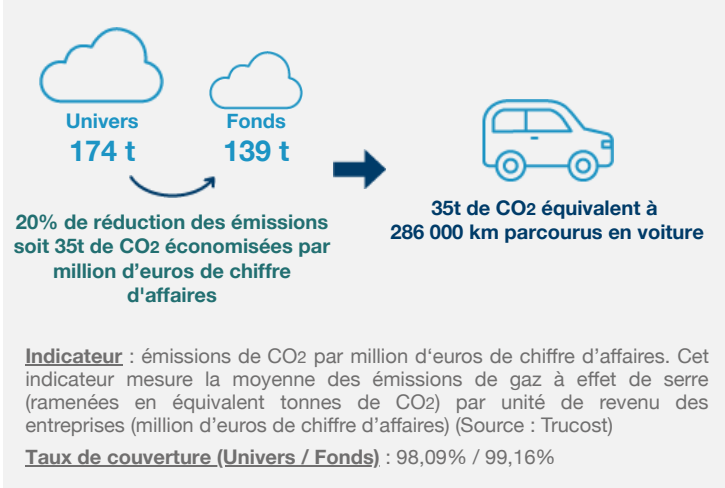 Univers
174 t
Fonds
139 t
20% de réduction des émissions
soit 35t de CO2 économisées par
million d’euros de chiffre
d'affaires
35t de CO2 équivalent à
286 000 km parcourus en voiture
Indicateur : émissions de CO2 par million d‘euros de chiffre d’affaires. Cet
indicateur mesure la moyenne des émissions de gaz à effet de serre
(ramenées en équivalent tonnes de CO2) par unité de revenu des
entreprises (million d’euros de chiffre d’affaires) (Source : Trucost)
Taux de couverture (Univers / Fonds) : 98,09% / 99,16%